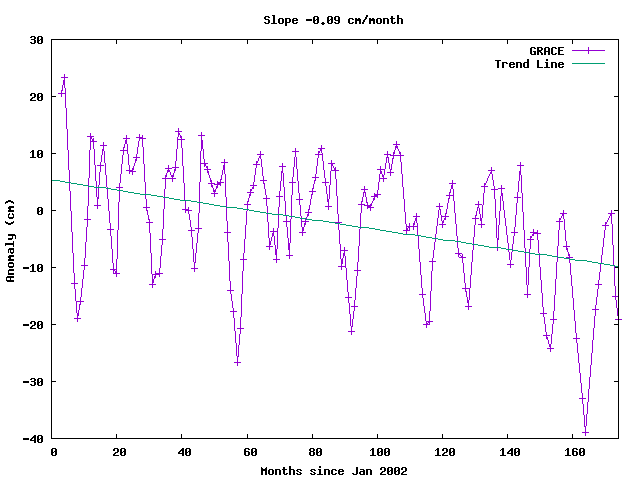 Slope -0.09 cm/month
30
20
10
0
-10
-20
-30
-40
Anomaly (cm)
GRACE
Trend Line
0 20 40 60 80 100 120 140 160
Months since Jan 2002